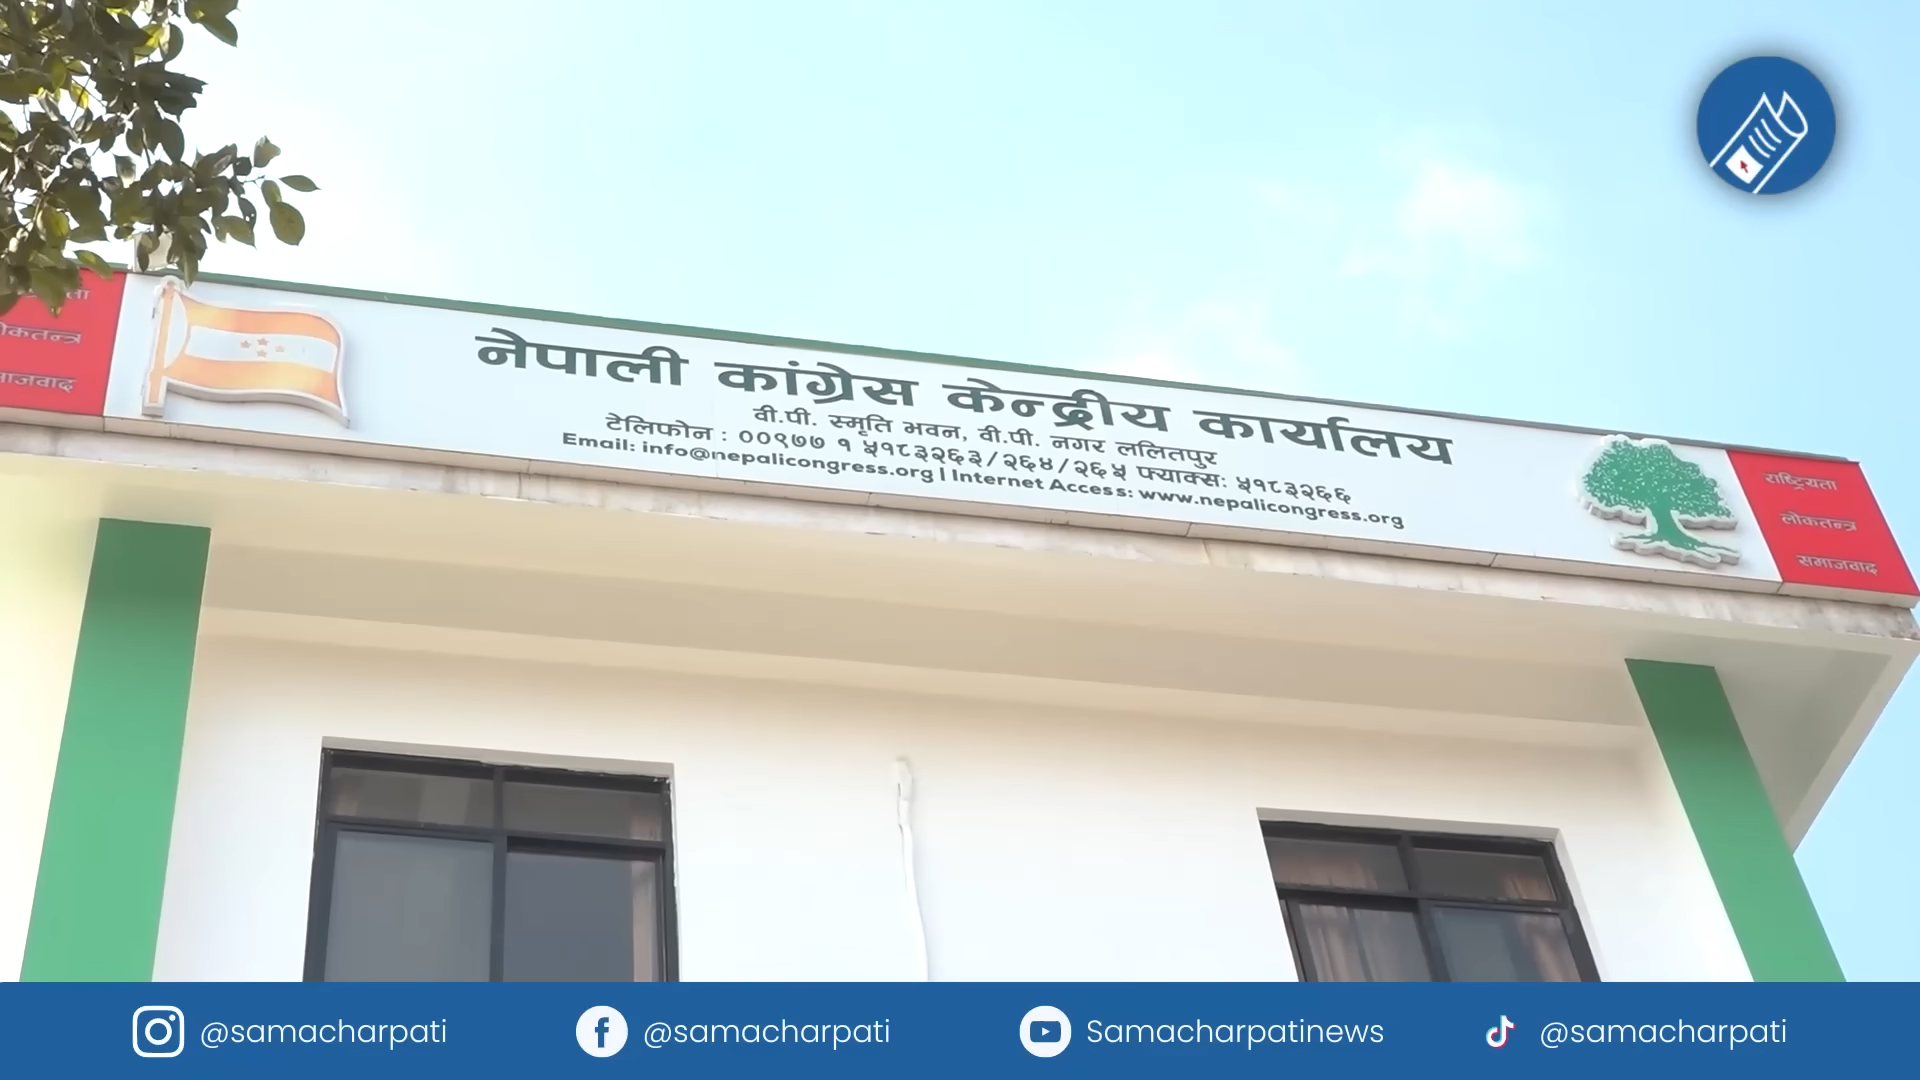 नेपाली कांग्रेस केन्द्रीय कार्यालय
वी.पी. स्मृति भवन, वी.पी. नगर ललितपुर
टेलिफोन : ००९७७ १ ५१८३२६३/२६४/२६५ फ्याक्स: ५१८३२६६
Email: info@nepalicongress.org | Internet Access: www.nepalicongress.org
राष्ट्रियता
लोकतन्त्र
समाजवाद
@samacharpati
@samacharpati
Samacharpatinews
@samacharpati